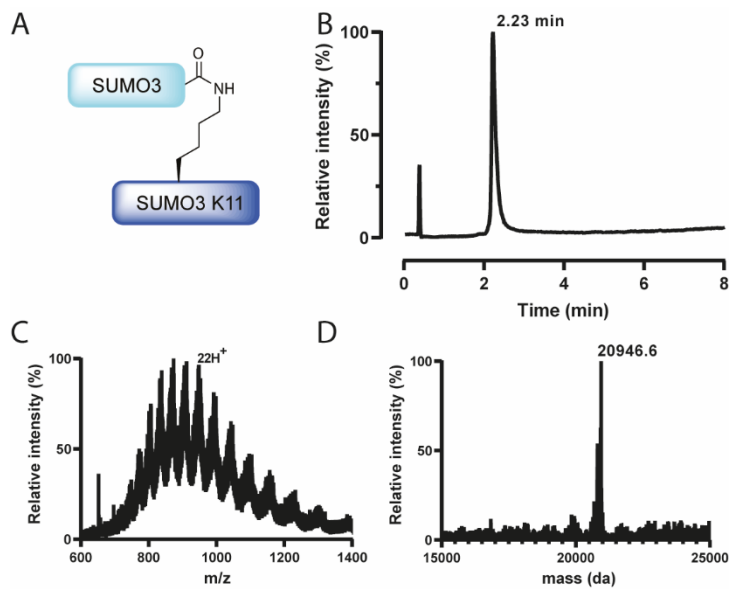 A
SUMO3
O
NH
SUMO3 K11
B
2.23 min
Relative intensity (%)
100
50
0
0 2 4 6 8
Time (min)
C
22H+
Relative intensity (%)
100
50
0
600 800 1000 1200 1400
m/z
D
20946.6
Relative intensity (%)
100
50
0
15000 20000 25000
mass (da)